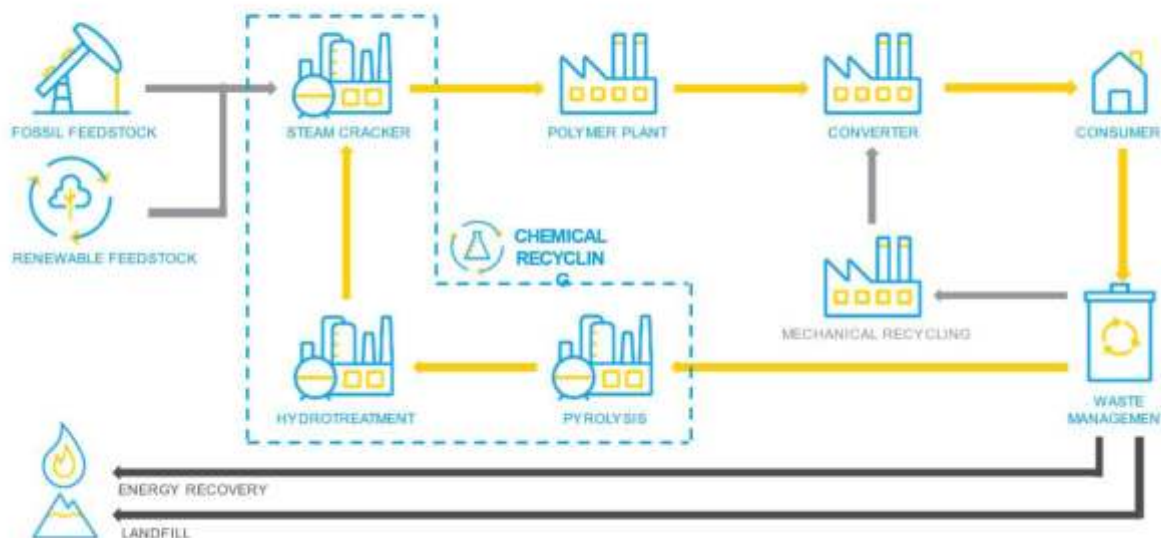 FOSSIL FEEDSTOCK
STEAM CRACKER
POLYMER PLANT
CONVERTER
CONSUMER
RENEWABLE FEEDSTOCK
CHEMICAL
RECYCLIN
G
MECHANICAL RECYCLING
HYDROTREATMENT
PYROLYSIS
WASTE
MANAGEMEN
ENERGY RECOVERY
LANDFILL